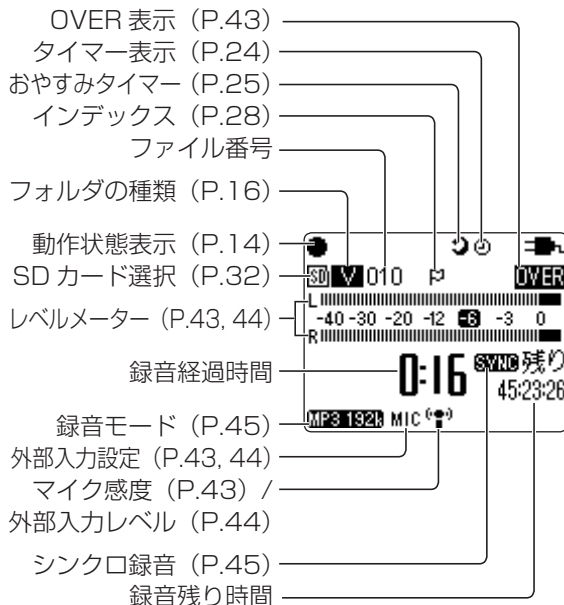 OVER 表示（P.43）
タイマー表示（P.24）
おやすみタイマー（P.25）
インデックス（P.28）
ファイル番号
フォルダの種類（P.16）
動作状態表示（P.14）
SD カード選択（P.32）
レベルメーター（P.43, 44）
録音経過時間
録音モード（P.45）
外部入力設定（P.43, 44）
マイク感度（P.43）/
外部入力レベル（P.44）
シンクロ録音（P.45）
録音残り時間
SD V 010 OVER
L
-40 -30 -20 -12 -6 -3 0
R
0:16 SYNC 残り
45:23:26
MP3 192k MIC